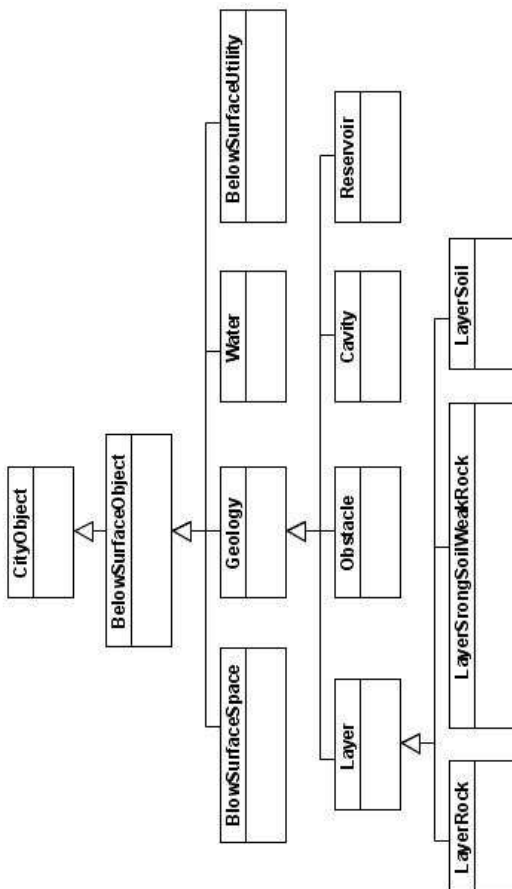 CityObject
BelowSurfaceObject
BlowSurfaceSpace
Geology
Water
BelowSurfaceUtility
Layer
Obstacle
Cavity
Reservoir
LayerRock
LayerSrongSoilWeakRock
LayerSoil